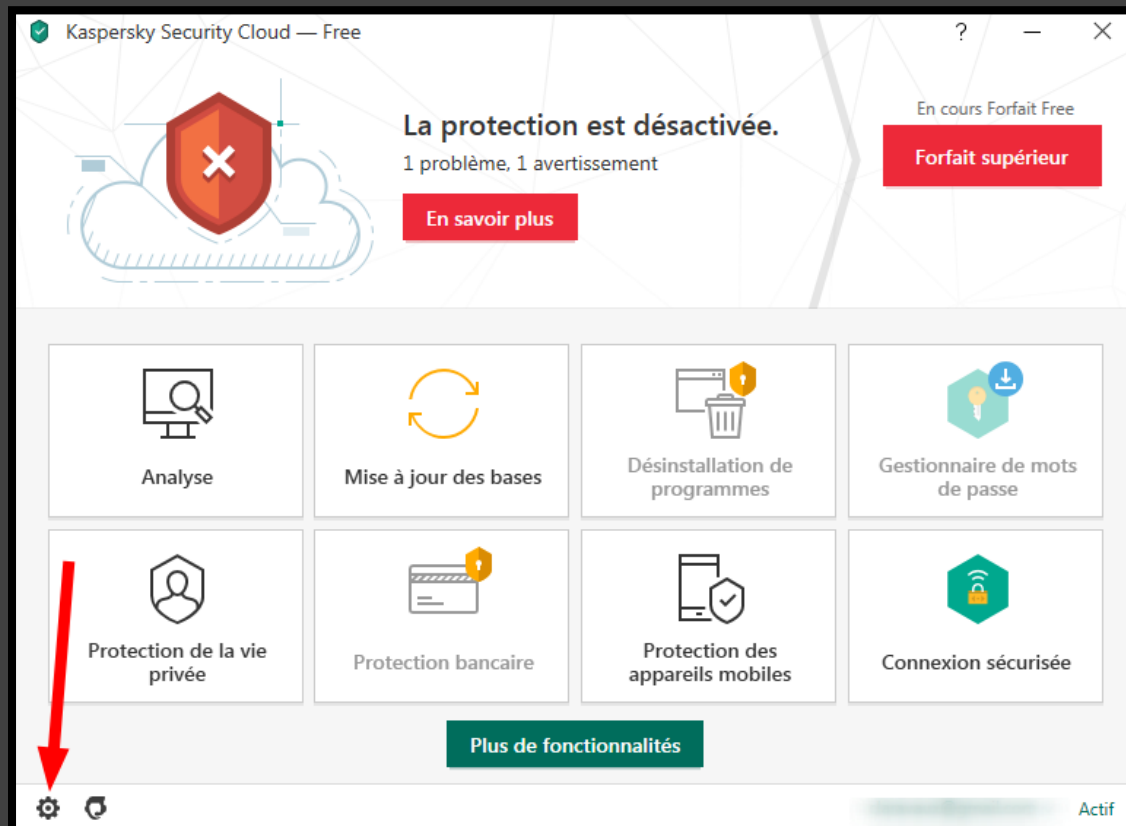 Kaspersky Security Cloud — Free
?
La protection est désactivée.
1 problème, 1 avertissement
En savoir plus
En cours Forfait Free
Forfait supérieur
Analyse
Mise à jour des bases
Désinstallation de
programmes
Gestionnaire de mots
de passe
Protection de la vie
privée
Protection bancaire
Protection des
appareils mobiles
Connexion sécurisée
Plus de fonctionnalités
Actif